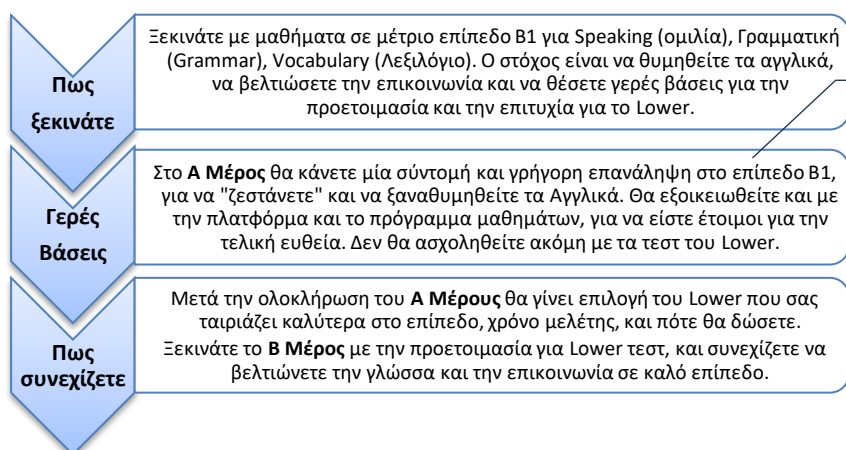 Πως
ξεκινάτε
Ξεκινάτε με μαθήματα σε μέτριο επίπεδο Β1 για Speaking (ομιλία), Γραμματική
(Grammar), Vocabulary (Λεξιλόγιο). Ο στόχος είναι να θυμηθείτε τα αγγλικά,
να βελτιώσετε την επικοινωνία και να θέσετε γερές βάσεις για την
προετοιμασία και την επιτυχία για το Lower.
Γερές
Βάσεις
Στο Α Μέρος θα κάνετε μία σύντομή και γρήγορη επανάληψη στο επίπεδο Β1,
για να "ζεστάνετε" και να ξαναθυμηθείτε τα Αγγλικά. Θα εξοικειωθείτε και με
την πλατφόρμα και το πρόγραμμα μαθημάτων, για να είστε έτοιμοι για την
τελική ευθεία. Δεν θα ασχοληθείτε ακόμη με τα τεστ του Lower.
Πως
συνεχίζετε
Μετά την ολοκλήρωση του Α Μέρους θα γίνει επιλογή του Lower που σας
ταιριάζει καλύτερα στο επίπεδο, χρόνο μελέτης, και πότε θα δώσετε.
Ξεκινάτε το Β Μέρος με την προετοιμασία για Lower τεστ, και συνεχίζετε να
βελτιώνετε την γλώσσα και την επικοινωνία σε καλό επίπεδο.